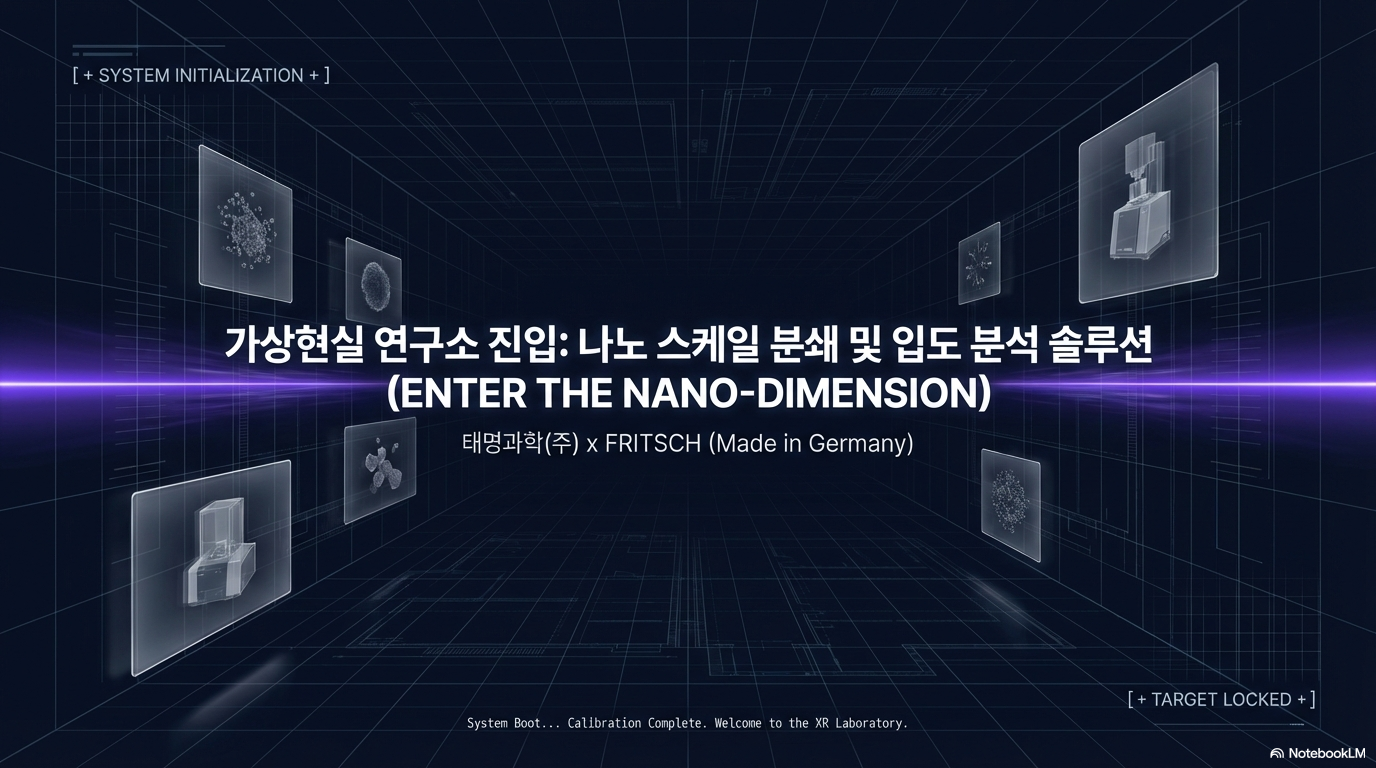 [ + SYSTEM INITIALIZATION + ]
가상현실 연구소 진입: 나노 스케일 분쇄 및 입도 분석 솔루션
(ENTER THE NANO-DIMENSION)
태명과학(주) x FRITSCH (Made in Germany)
[ + TARGET LOCKED + ]
System Boot... Calibration Complete. Welcome to the XR Laboratory.
NotebookLM